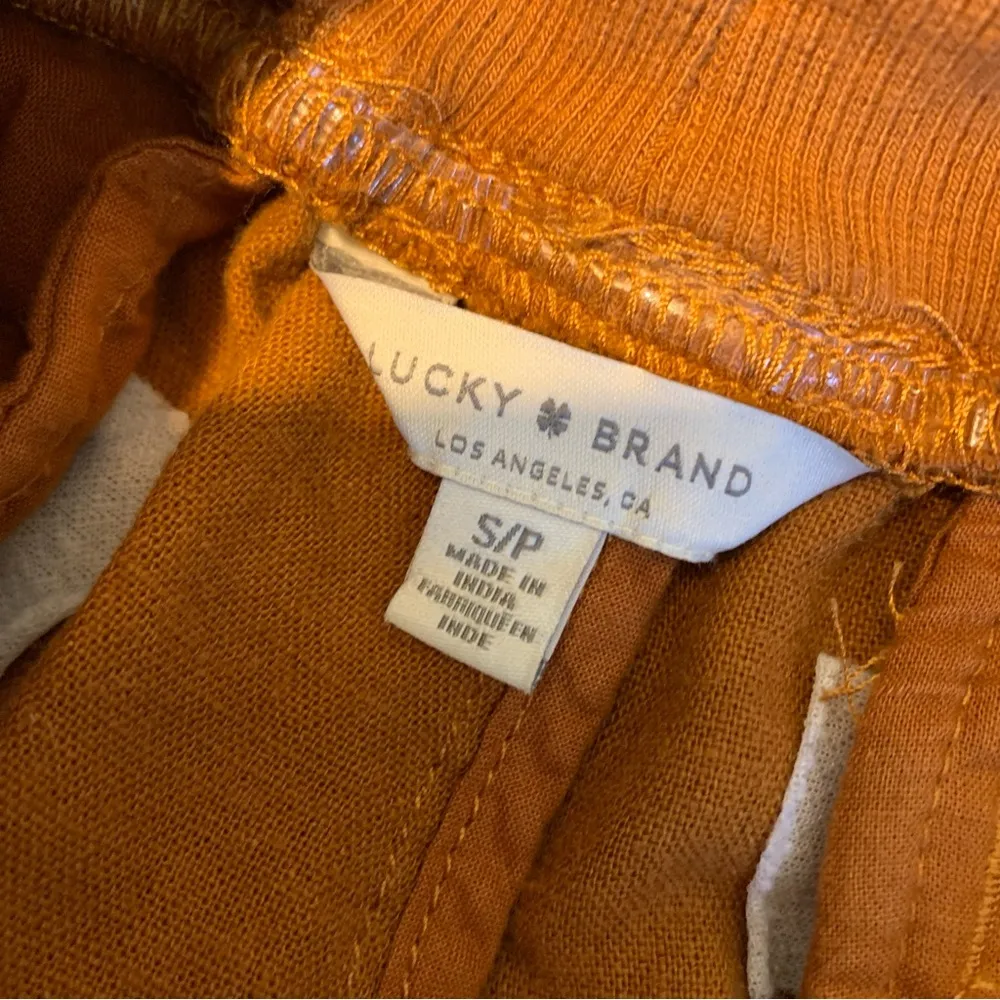 LUCKY BRAND
LOS ANGELES, CA
S/P
MADE IN
INDIA
FABRIQUÉ EN
INDE